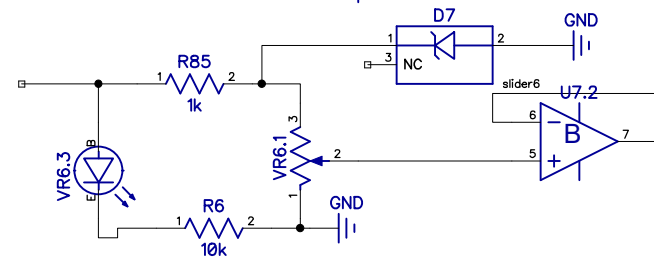 D7
GND
1
2
3
NC
R85
1
2
1k
slider6
U7.2
6
B
7
5
3
VR6.1
2
1
B
VR6.3
E
R6
1
2
10k
GND